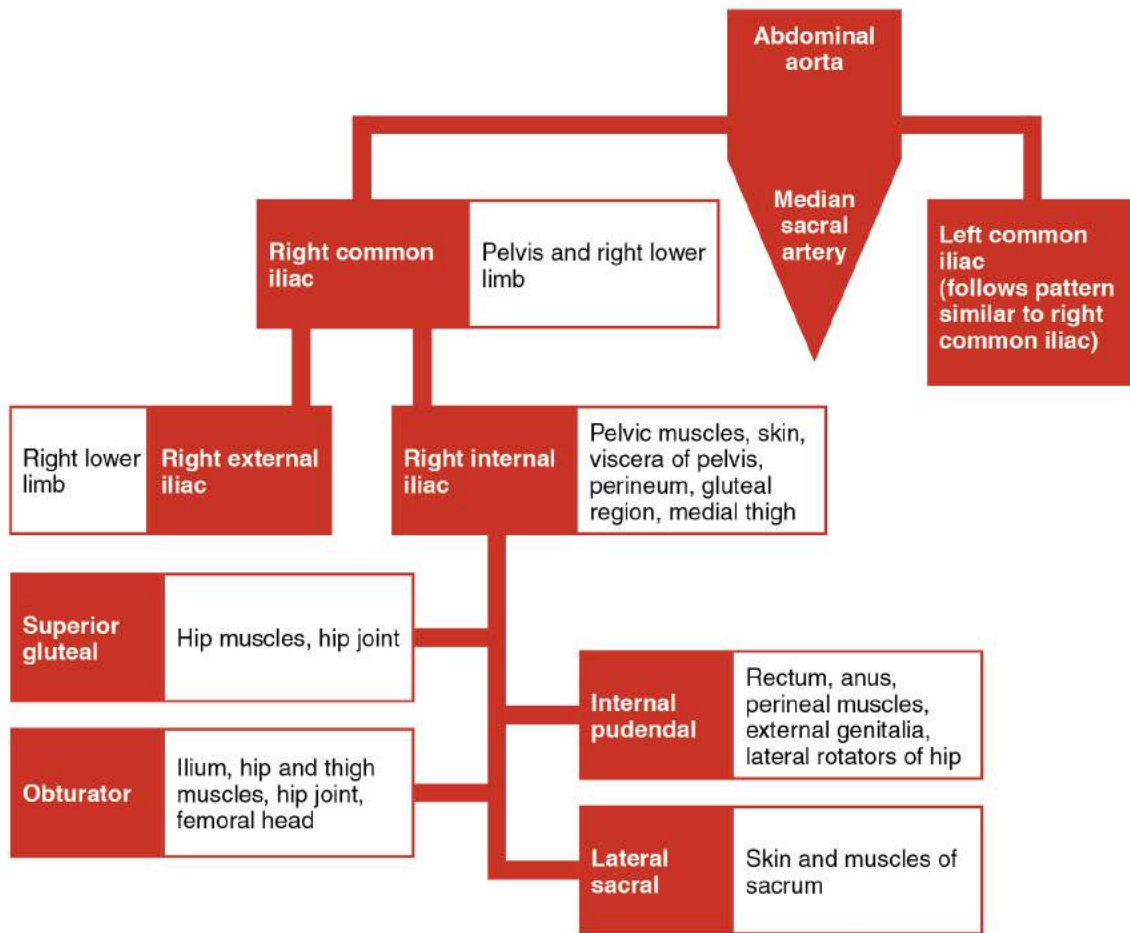 Abdominal
aorta
Median
sacral
artery
Right common
iliac
Pelvis and right lower
limb
Left common
iliac
(follows pattern
similar to right
common iliac)
Right lower
limb
Right external
iliac
Right internal
iliac
Pelvic muscles, skin,
viscera of pelvis,
perineum, gluteal
region, medial thigh
Superior
gluteal
Hip muscles, hip joint
Internal
pudendal
Rectum, anus,
perineal muscles,
external genitalia,
lateral rotators of hip
Obturator
Ilium, hip and thigh
muscles, hip joint,
femoral head
Lateral
sacral
Skin and muscles of
sacrum